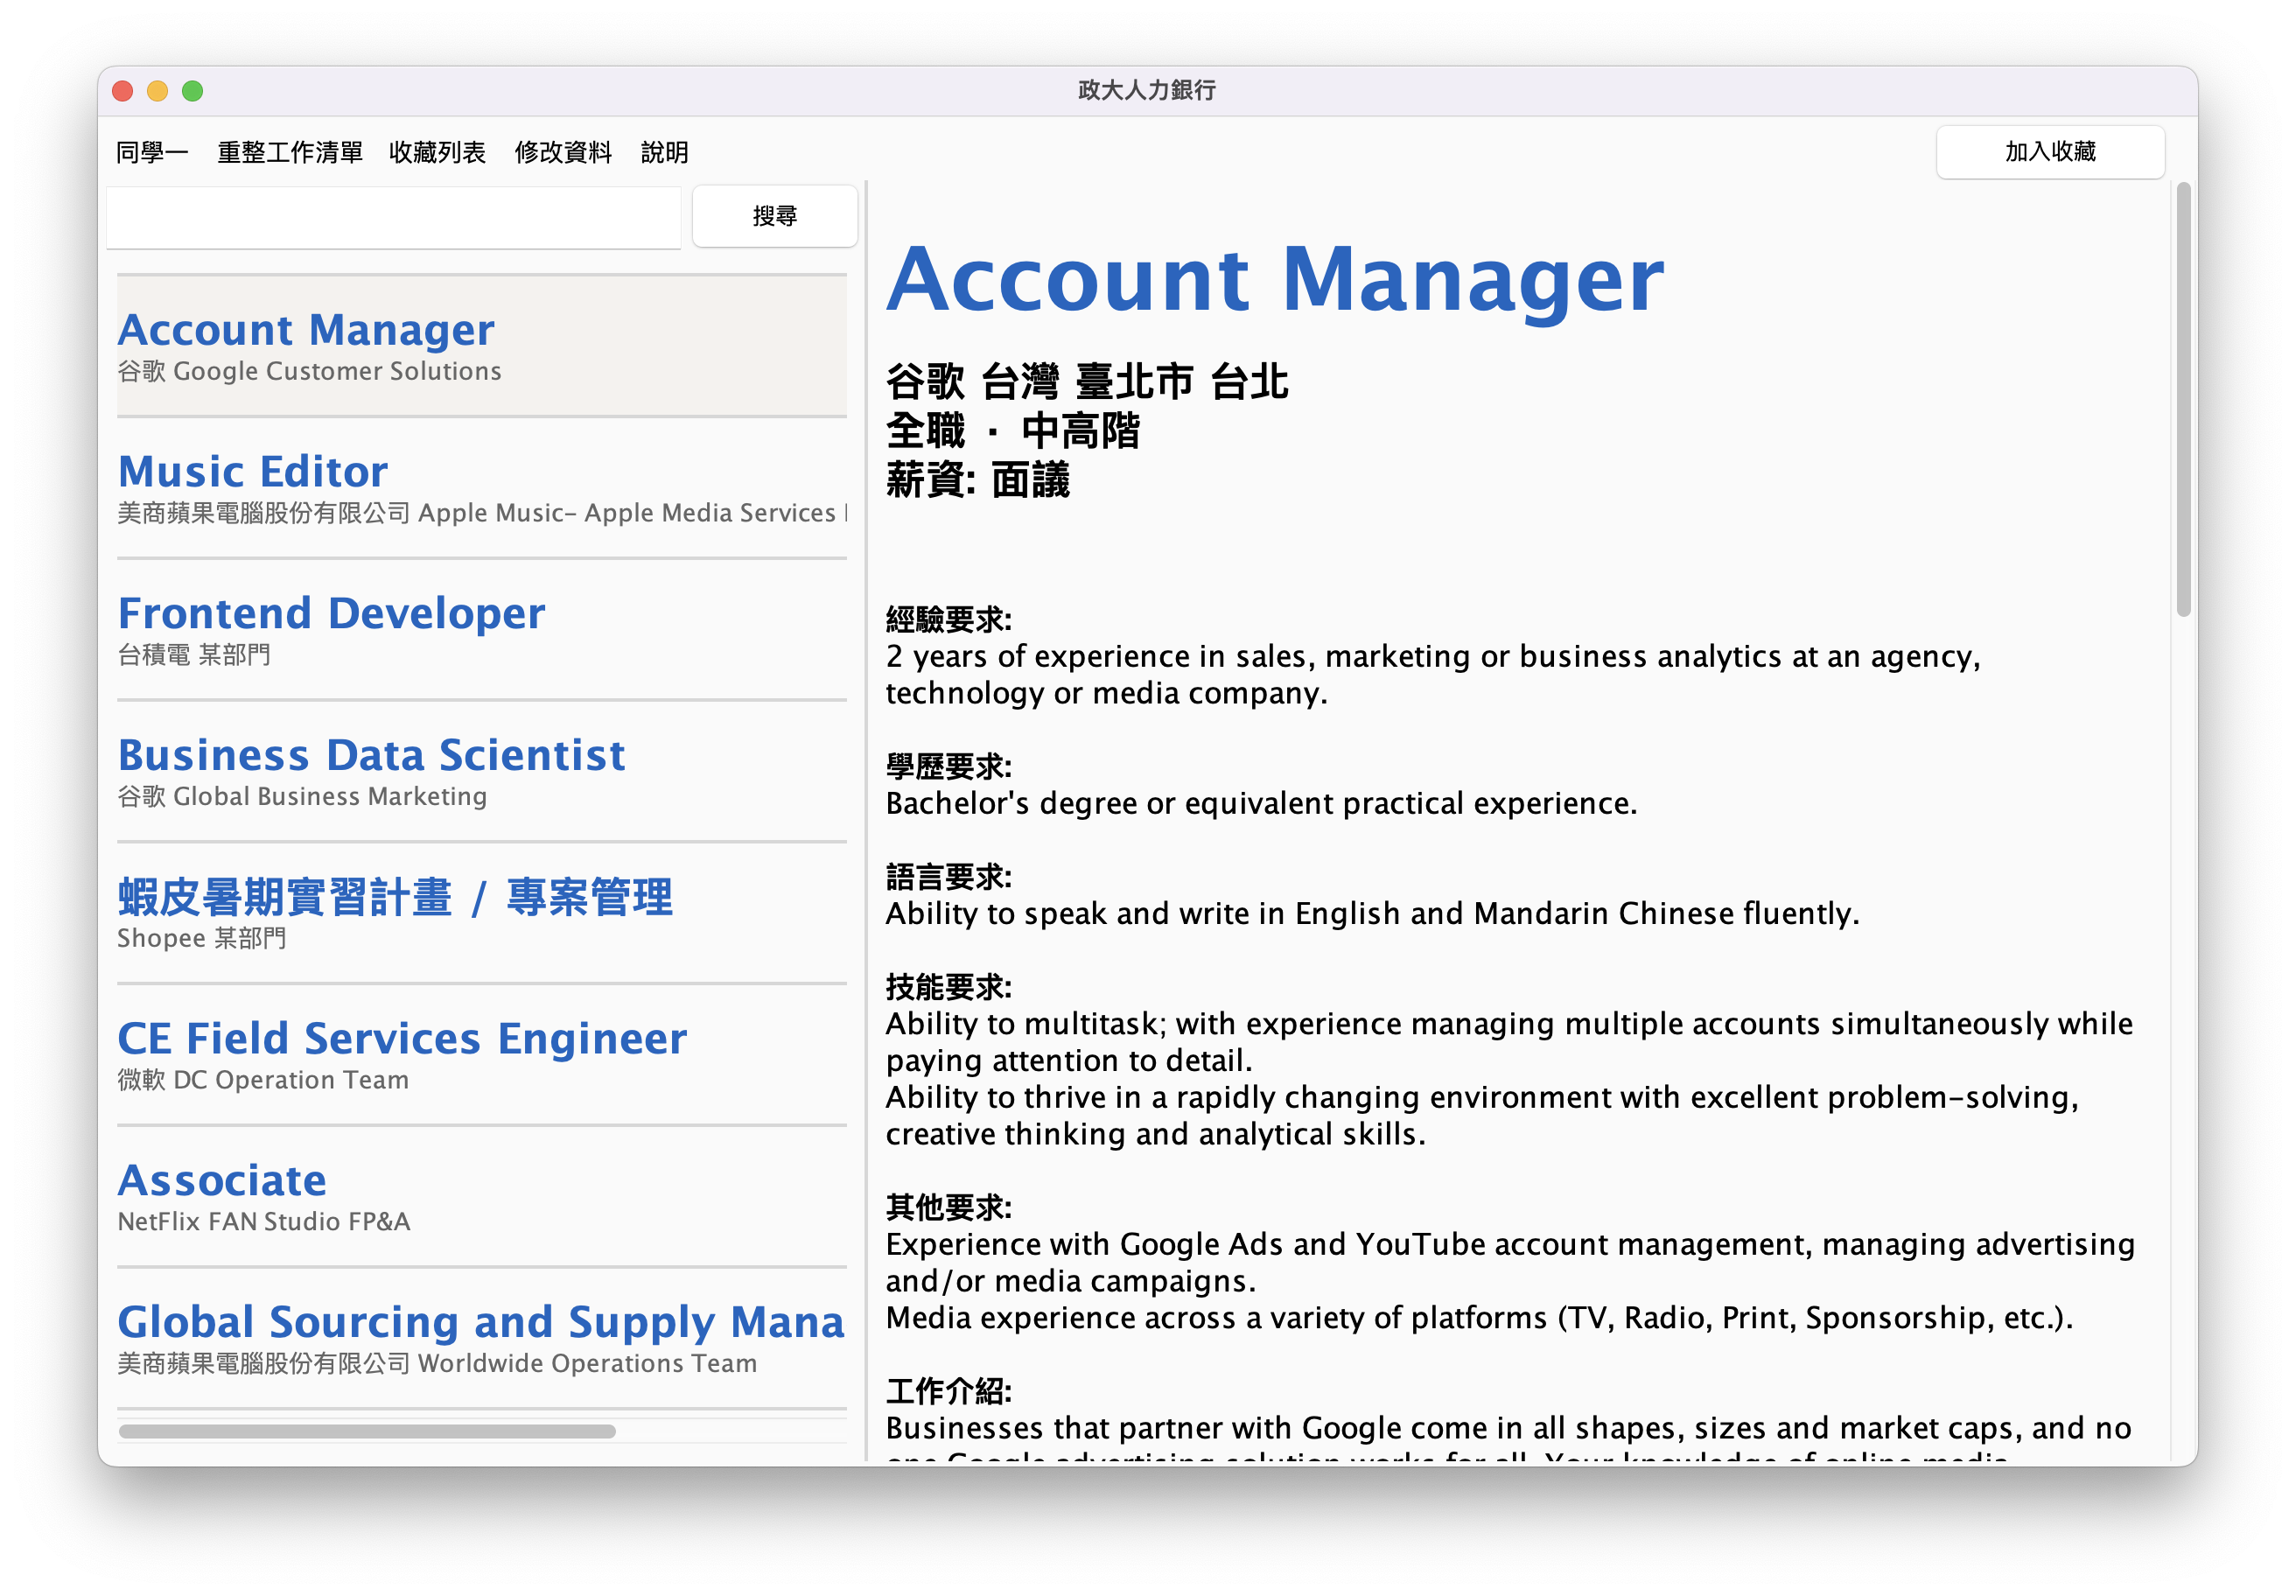 政大人力銀行
同學一 重整工作清單 收藏列表 修改資料 說明
加入收藏
搜尋
Account Manager
谷歌 Google Customer Solutions
Music Editor
美商蘋果電腦股份有限公司 Apple Music- Apple Media Services
Frontend Developer
台積電 某部門
Business Data Scientist
谷歌 Global Business Marketing
蝦皮暑期實習計畫 / 專案管理
Shopee 某部門
CE Field Services Engineer
微軟 DC Operation Team
Associate
NetFlix FAN Studio FP&A
Global Sourcing and Supply Mana
美商蘋果電腦股份有限公司 Worldwide Operations Team
Account Manager
谷歌 台灣 臺北市 台北
全職 · 中高階
薪資: 面議
經驗要求:
2 years of experience in sales, marketing or business analytics at an agency,
technology or media company.
學歷要求:
Bachelor's degree or equivalent practical experience.
語言要求:
Ability to speak and write in English and Mandarin Chinese fluently.
技能要求:
Ability to multitask; with experience managing multiple accounts simultaneously while
paying attention to detail.
Ability to thrive in a rapidly changing environment with excellent problem-solving,
creative thinking and analytical skills.
其他要求:
Experience with Google Ads and YouTube account management, managing advertising
and/or media campaigns.
Media experience across a variety of platforms (TV, Radio, Print, Sponsorship, etc.).
工作介紹:
Businesses that partner with Google come in all shapes, sizes and market caps, and no
one Google advertising solution works for all. Your knowledge of online media